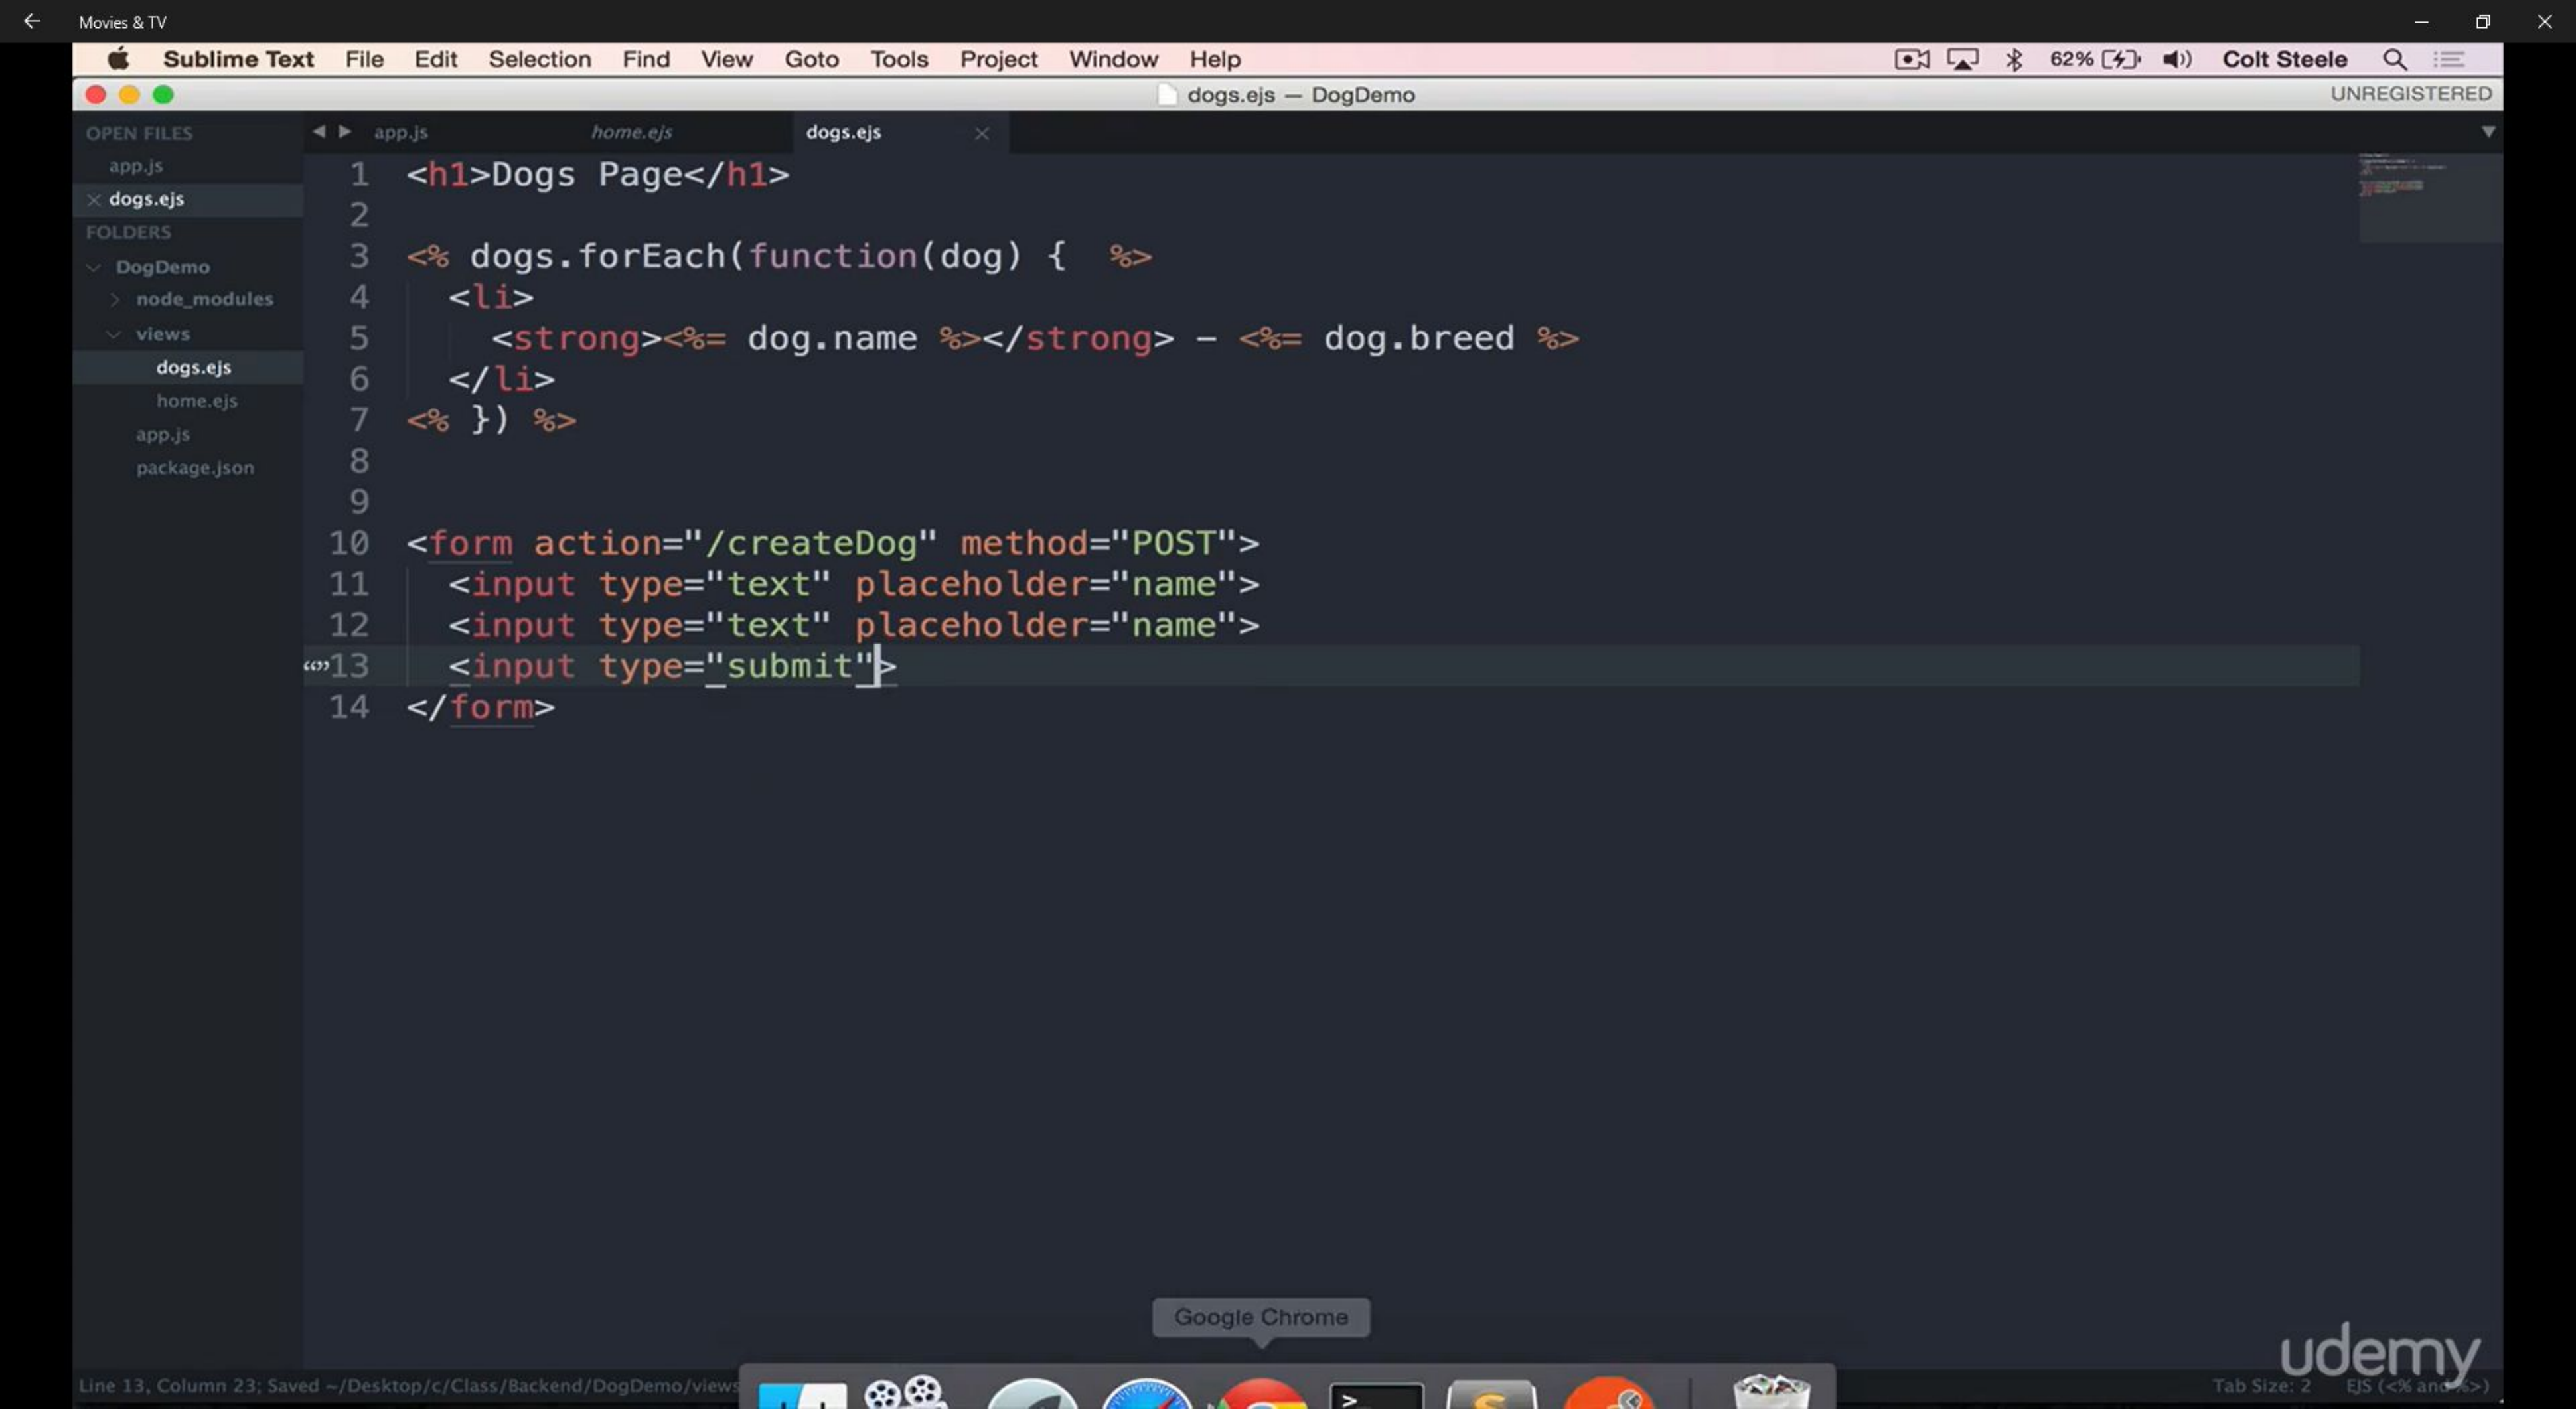 Movies & TV
Sublime Text File Edit Selection Find View Goto Tools Project Window Help 62% Colt Steele
dogs.ejs — DogDemo UNREGISTERED
OPEN FILES
app.js
dogs.ejs
FOLDERS
DogDemo
node_modules
views
dogs.ejs
home.ejs
app.js
package.json
app.js home.ejs dogs.ejs
1 <h1>Dogs Page</h1>
2
3 <% dogs.forEach(function(dog) {  %>
4 <li>
5 <strong><%= dog.name %></strong> – <%= dog.breed %>
6 </li>
7 <% }) %>
8
9
10 <form action="/createDog" method="POST">
11 <input type="text" placeholder="name">
12 <input type="text" placeholder="name">
13 <input type="submit">
14 </form>
Google Chrome
udemy
Line 13, Column 23; Saved ~/Desktop/c/Class/Backend/DogDemo/views
Tab Size: 2 EJS (<% and %>)